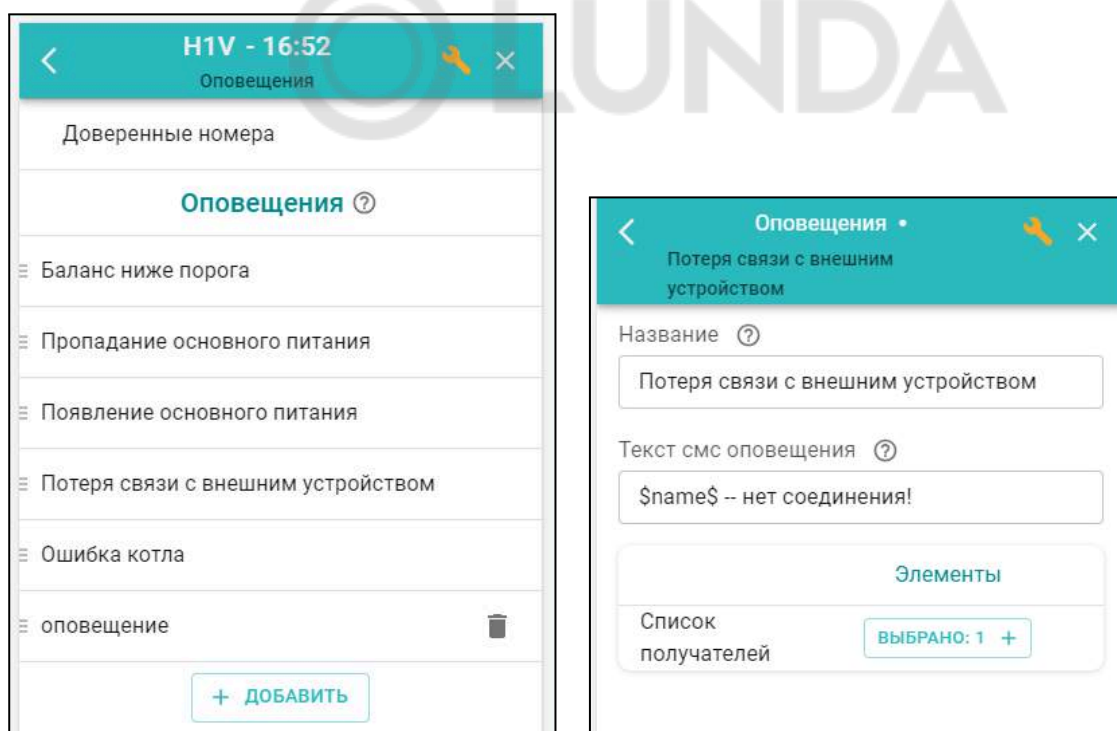 LUNDA
H1V - 16:52
Оповещения
Доверенные номера
Оповещения
Баланс ниже порога
Пропадание основного питания
Появление основного питания
Потеря связи с внешним устройством
Ошибка котла
оповещение
+ ДОБАВИТЬ
Оповещения •
Потеря связи с внешним
устройством
Название
Потеря связи с внешним устройством
Текст смс оповещения
$name$ -- нет соединения!
Элементы
Список
получателей
ВЫБРАНО: 1 +